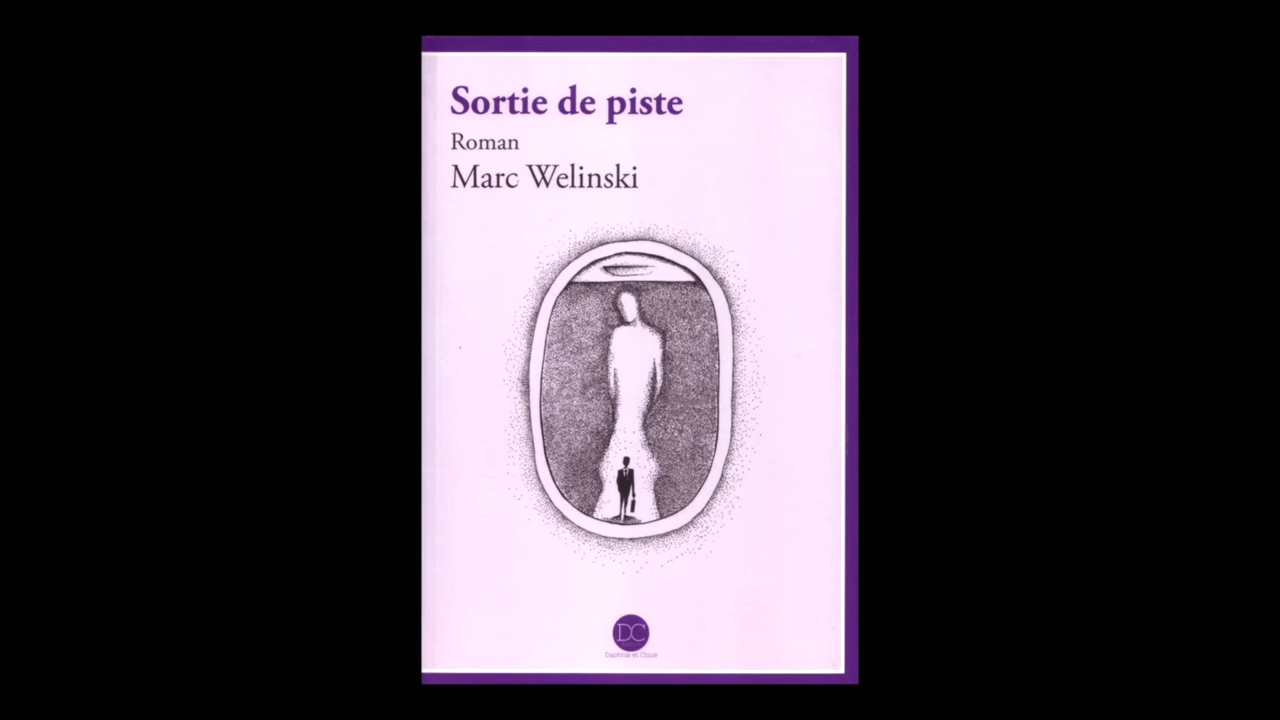 Sortie de piste
Roman
Marc Welinski
DC
Daphnis et Chloé